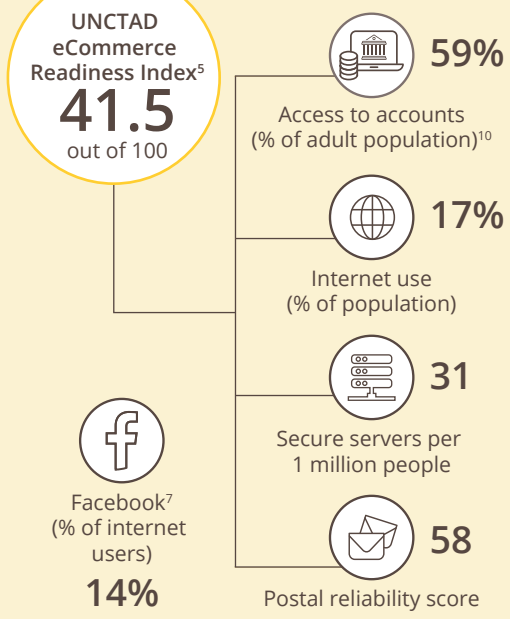 UNCTAD
eCommerce
Readiness Index⁵
41.5
out of 100
59%
Access to accounts
(% of adult population)¹⁰
17%
Internet use
(% of population)
31
Secure servers per
1 million people
58
Postal reliability score
Facebook⁷
(% of internet
users)
14%